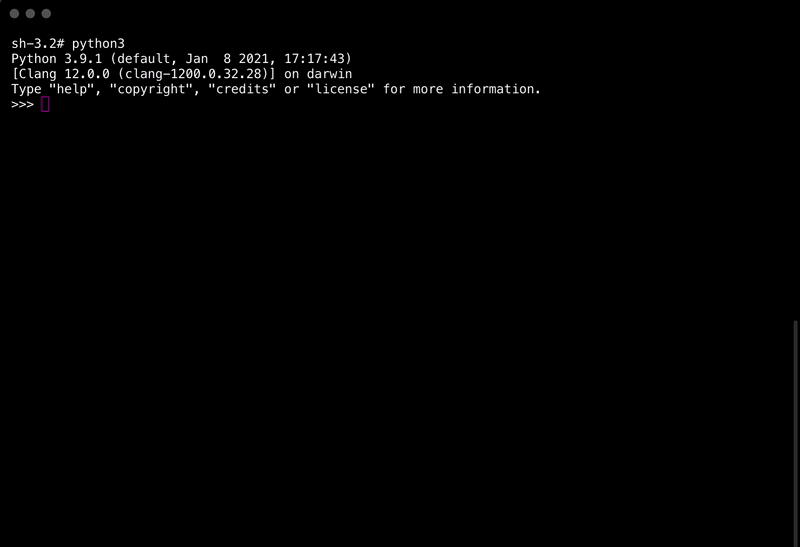 sh-3.2# python3
Python 3.9.1 (default, Jan  8 2021, 17:17:43)
[Clang 12.0.0 (clang-1200.0.32.28)] on darwin
Type "help", "copyright", "credits" or "license" for more information.
>>>